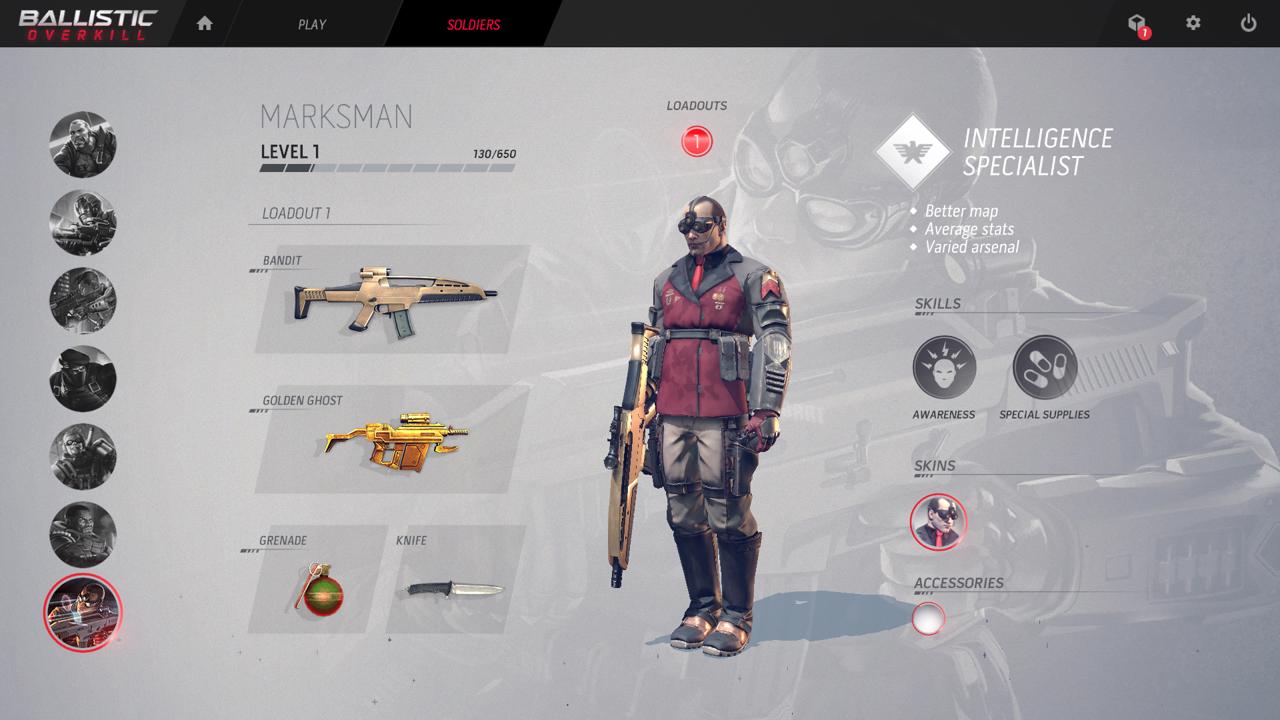 BALLISTIC
OVERKILL
PLAY
SOLDIERS
1
MARKSMAN
LEVEL 1
130/650
LOADOUT 1
BANDIT
GOLDEN GHOST
GRENADE
KNIFE
LOADOUTS
1
INTELLIGENCE
SPECIALIST
Better map
Average stats
Varied arsenal
SKILLS
AWARENESS
SPECIAL SUPPLIES
SKINS
ACCESSORIES